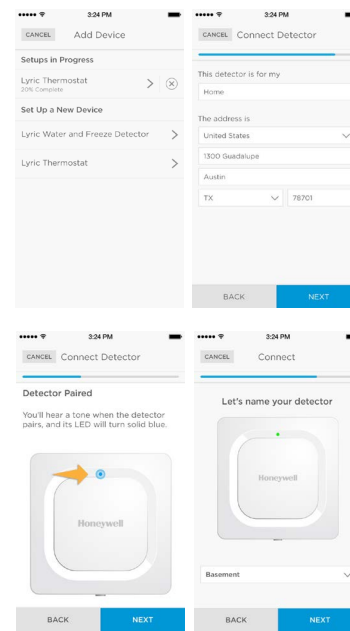 3:24 PM
CANCEL Add Device
Setups in Progress
Lyric Thermostat
20% Complete
Set Up a New Device
Lyric Water and Freeze Detector
Lyric Thermostat
3:24 PM
CANCEL Connect Detector
This detector is for my
Home
The address is
United States
1300 Guadalupe
Austin
TX 78701
BACK NEXT
3:24 PM
CANCEL Connect Detector
Detector Paired
You'll hear a tone when the detector
pairs, and its LED will turn solid blue.
Honeywell
BACK NEXT
3:24 PM
CANCEL Connect
Let's name your detector
Honeywell
Basement
BACK NEXT